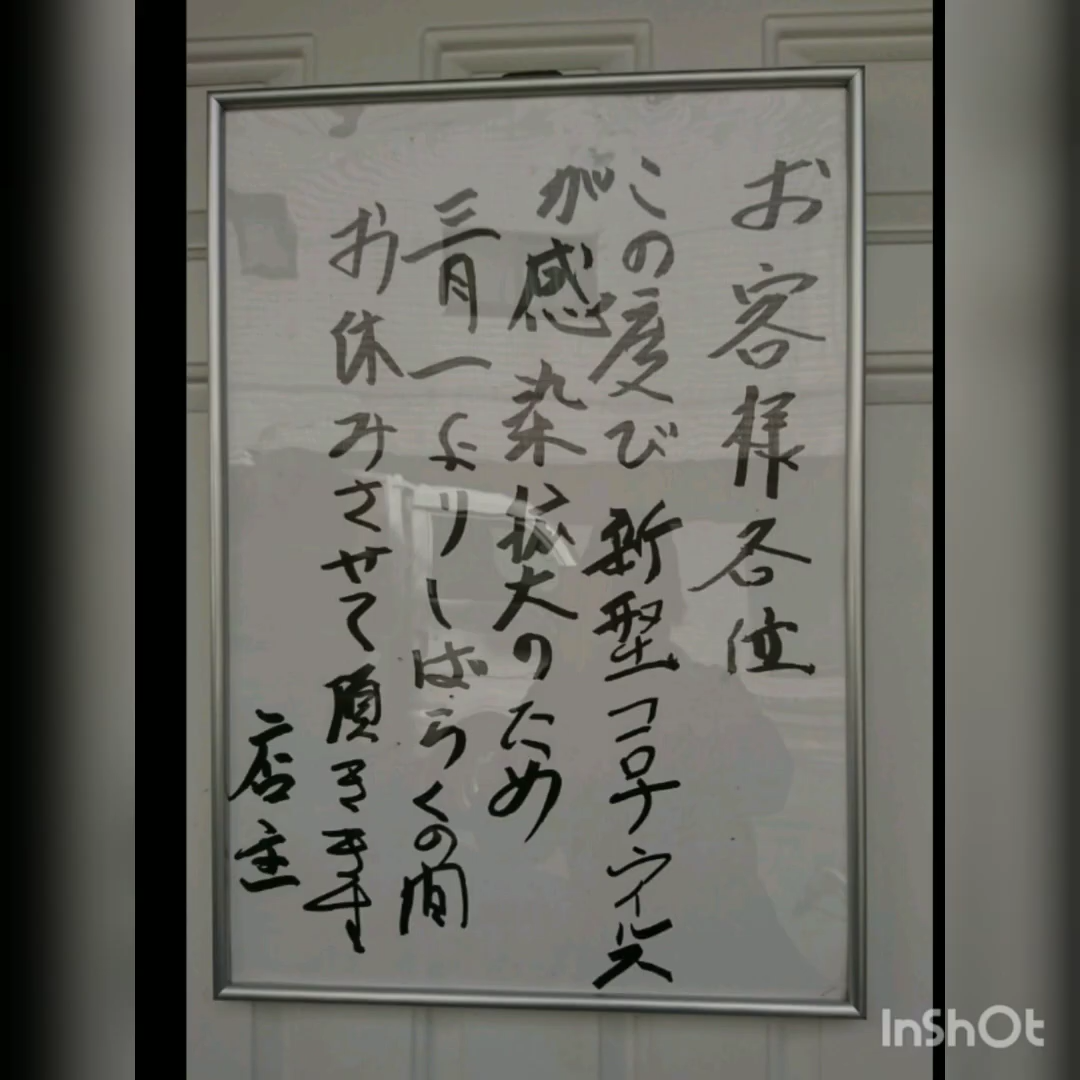 お客様各位
この度び新型コロナウイルス
が感染拡大のため
三月一よりしばらくの間
お休みさせて頂きます
店主
InShOt